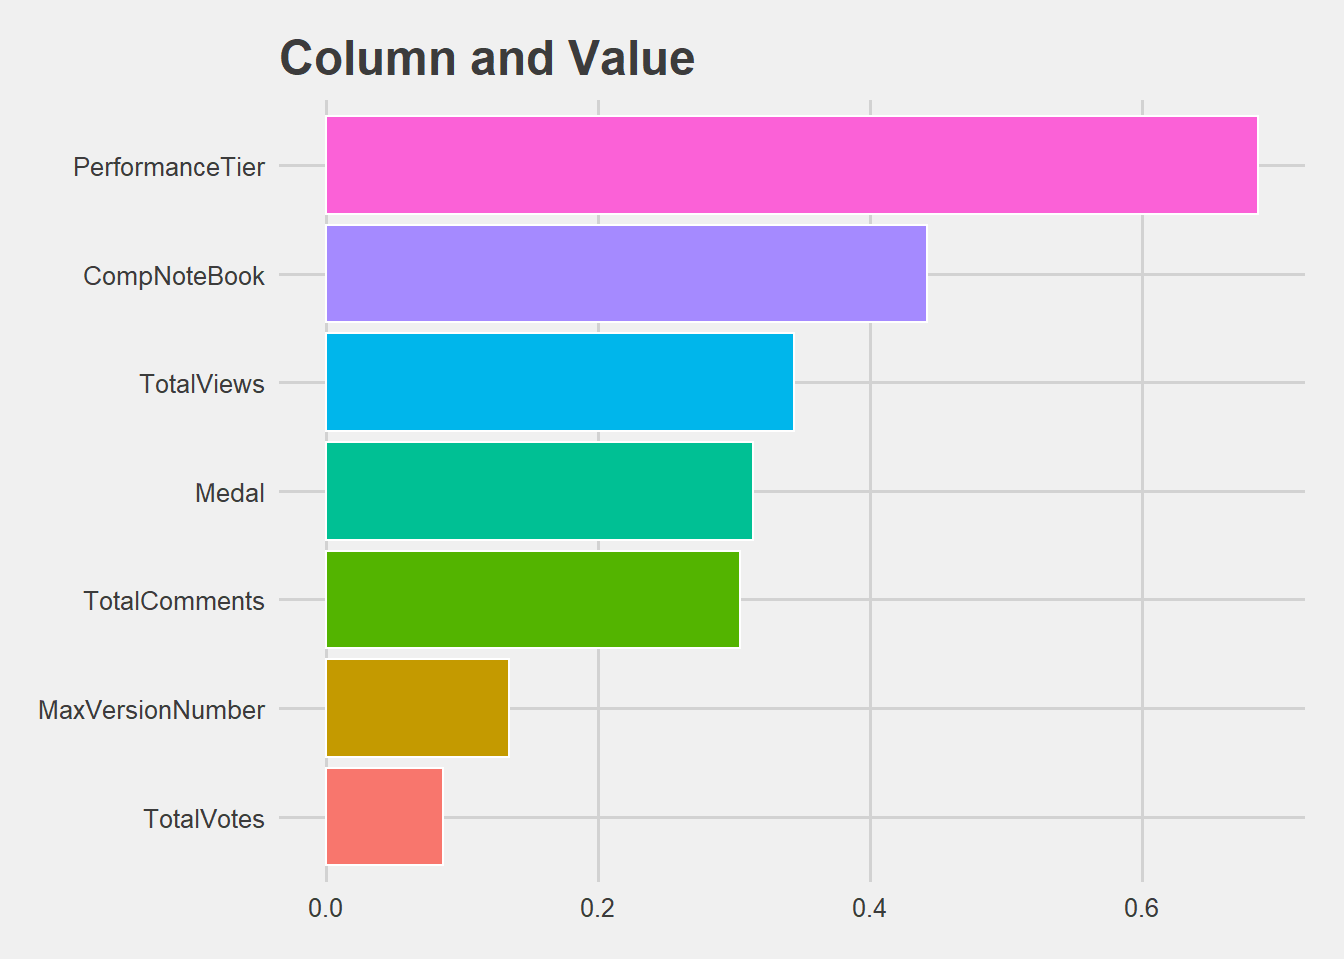 Column and Value
PerformanceTier
CompNoteBook
TotalViews
Medal
TotalComments
MaxVersionNumber
TotalVotes
0.0 0.2 0.4 0.6